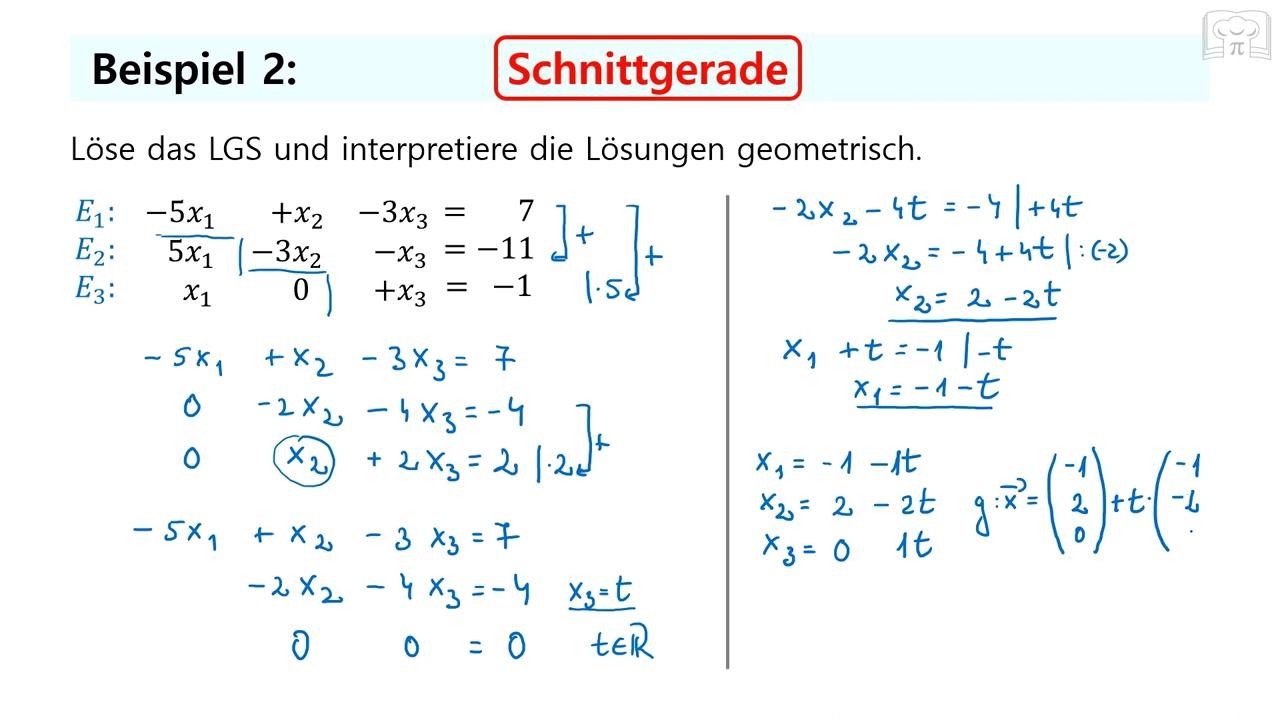 Beispiel 2: Schnittgerade
Löse das LGS und interpretiere die Lösungen geometrisch.
E₁: −5x₁ +x₂ −3x₃ = 7 ] +
E₂: 5x₁ −3x₂ −x₃ = −11
E₃: x₁ 0 +x₃ = −1 |·5 ] +
−5x₁ +x₂ −3x₃ = 7
0 −2x₂ −4x₃ = −4
0 x₂ +2x₃ = 2 |·2 ] +
−5x₁ +x₂ −3x₃ = 7
−2x₂ −4x₃ = −4 x₃=t
0 0 = 0 t∈ℝ
−2x₂ −4t = −4 |+4t
−2x₂ = −4+4t |:(−2)
x₂ = 2 −2t
x₁ +t = −1 |−t
x₁ = −1 −t
x₁ = −1 −1t
x₂ = 2 −2t
x₃ = 0 1t
g: x⃗ = (−1 2 0) + t· (−1 −2
π